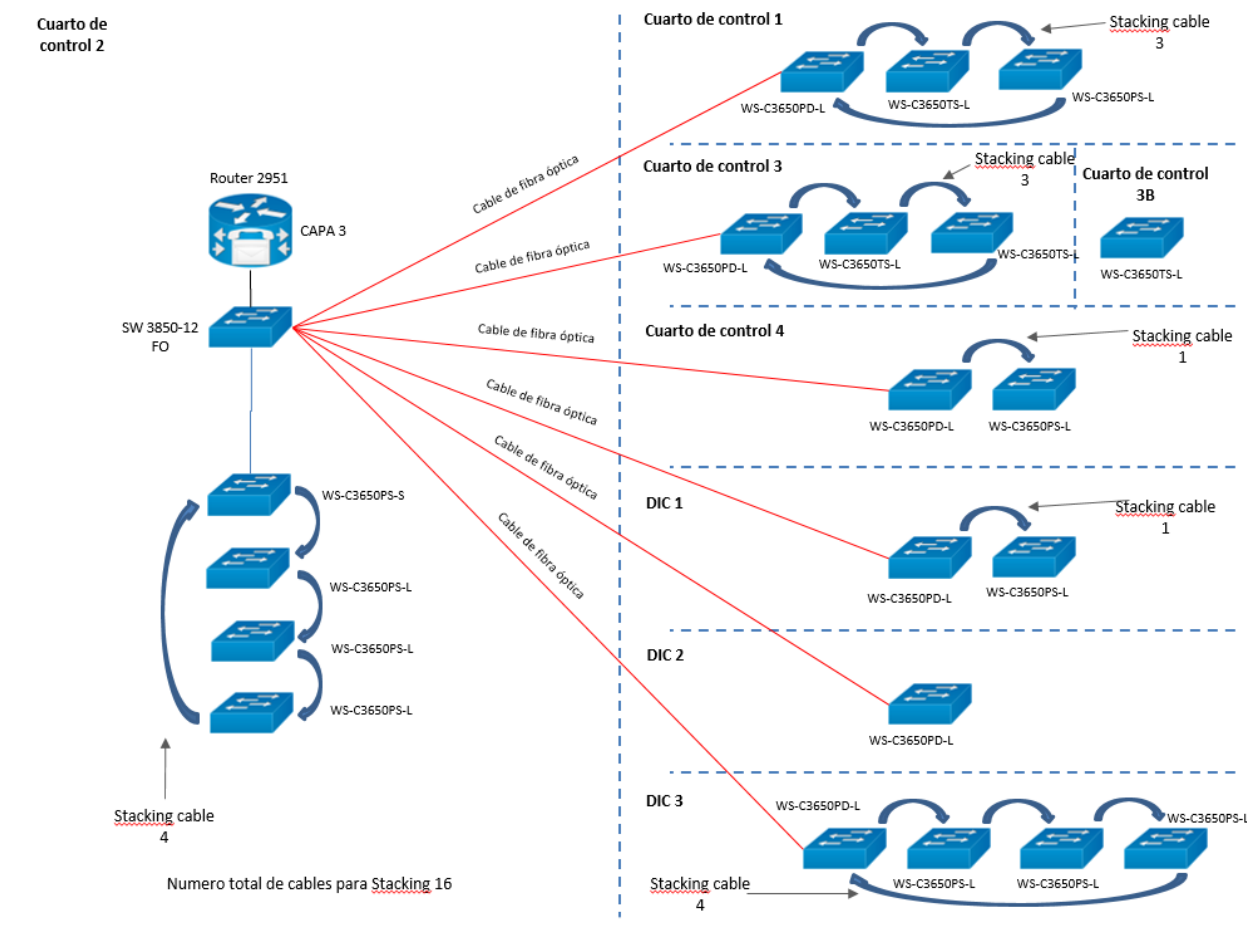 Cuarto de
control 2
Router 2951
CAPA 3
SW 3850-12
FO
WS-C3650PS-S
WS-C3650PS-L
WS-C3650PS-L
WS-C3650PS-L
Stacking cable
4
Numero total de cables para Stacking 16
Cable de fibra óptica
Cable de fibra óptica
Cable de fibra óptica
Cable de fibra óptica
Cable de fibra óptica
Cable de fibra óptica
Cuarto de control 1
Stacking cable
3
WS-C3650PD-L
WS-C3650TS-L
WS-C3650PS-L
Cuarto de control 3
Stacking cable
3
WS-C3650PD-L
WS-C3650TS-L
WS-C3650TS-L
Cuarto de control
3B
WS-C3650TS-L
Cuarto de control 4
Stacking cable
1
WS-C3650PD-L
WS-C3650PS-L
DIC 1
Stacking cable
1
WS-C3650PD-L
WS-C3650PS-L
DIC 2
WS-C3650PD-L
DIC 3
WS-C3650PD-L
WS-C3650PS-L
WS-C3650PS-L
WS-C3650PS-L
Stacking cable
4